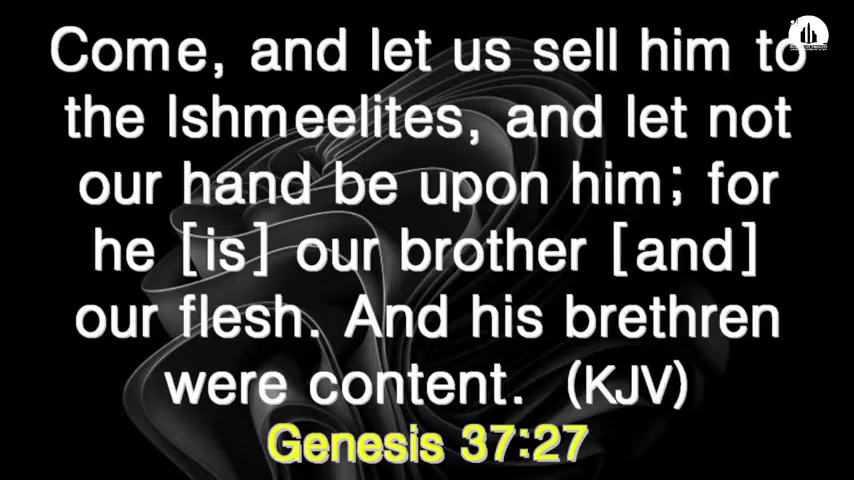 Come, and let us sell him to
the Ishmeelites, and let not
our hand be upon him; for
he [is] our brother [and]
our flesh. And his brethren
were content. (KJV)
Genesis 37:27